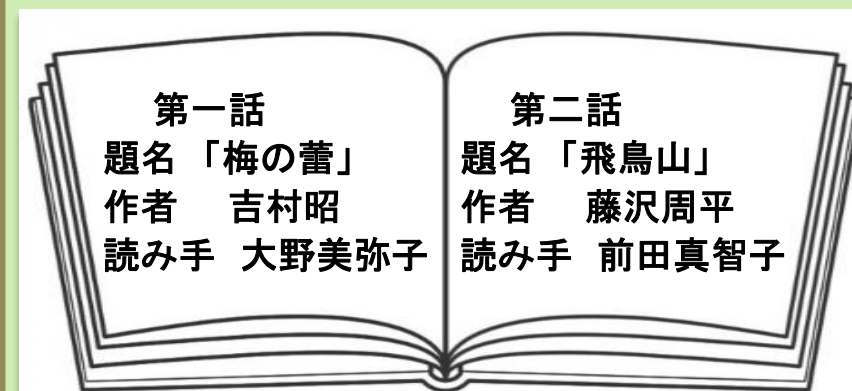 第一話
題名 「梅の蕾」
作者 吉村昭
読み手 大野美弥子
第二話
題名 「飛鳥山」
作者 藤沢周平
読み手 前田真智子